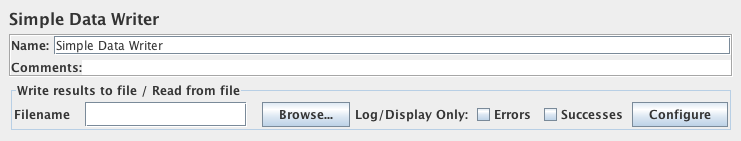 Simple Data Writer
Name: Simple Data Writer
Comments:
Write results to file / Read from file
Filename Browse... Log/Display Only: Errors Successes Configure